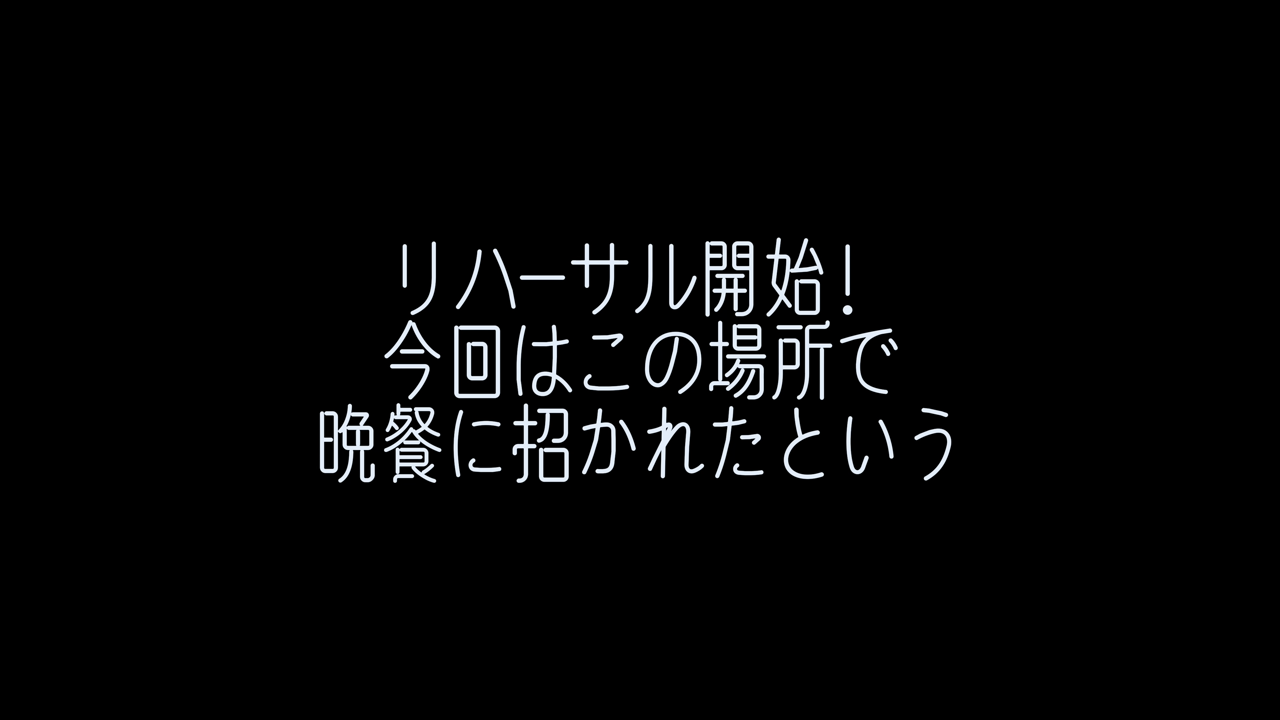 リハーサル開始!
今回はこの場所で
晩餐に招かれたという